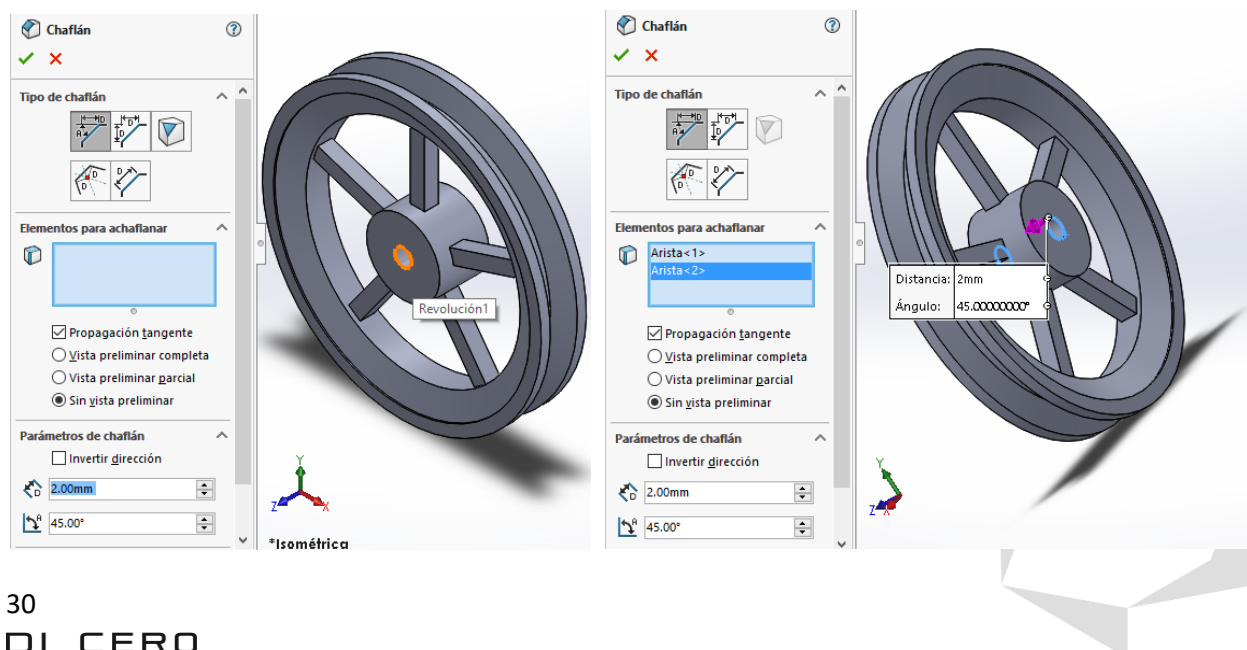 Chaflán
Tipo de chaflán
Elementos para achaflanar
Propagación tangente
Vista preliminar completa
Vista preliminar parcial
Sin vista preliminar
Parámetros de chaflán
Invertir dirección
2.00mm
45.00°
Revolución1
Y
Z
X
*Isométrica
Chaflán
Tipo de chaflán
Elementos para achaflanar
Arista<1>
Arista<2>
Propagación tangente
Vista preliminar completa
Vista preliminar parcial
Sin vista preliminar
Parámetros de chaflán
Invertir dirección
2.00mm
45.00°
Distancia: 2mm
Ángulo: 45.00000000°
Y
Z
X
30
DI CERO